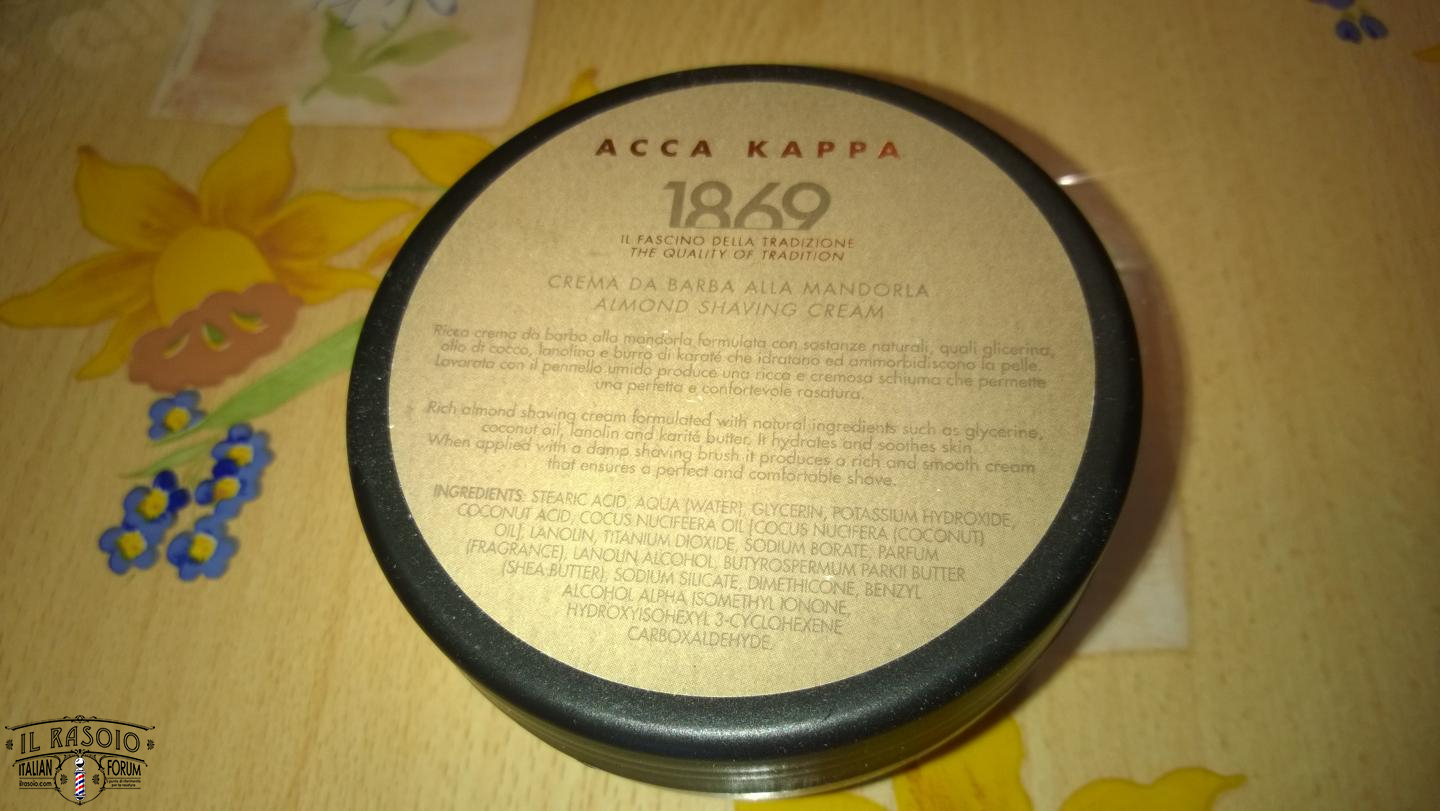 ACCA KAPPA
1869
IL FASCINO DELLA TRADIZIONE
THE QUALITY OF TRADITION
CREMA DA BARBA ALLA MANDORLA
ALMOND SHAVING CREAM
Ricca crema da barba alla mandorla formulata con sostanze naturali, quali glicerina,
olio di cocco, lanolina e burro di karaté che idratano ed ammorbidiscono la pelle.
Lavorata con il pennello umido produce una ricca e cremosa schiuma che permette
una perfetta e confortevole rasatura.
Rich almond shaving cream formulated with natural ingredients such as glycerine,
coconut oil, lanolin and karité butter. It hydrates and soothes skin.
When applied with a damp shaving brush it produces a rich and smooth cream
that ensures a perfect and comfortable shave.
INGREDIENTS: STEARIC ACID, AQUA (WATER), GLYCERIN, POTASSIUM HYDROXIDE,
COCONUT ACID, COCUS NUCIFEERA OIL [COCUS NUCIFERA (COCONUT)
OIL], LANOLIN, TITANIUM DIOXIDE, SODIUM BORATE, PARFUM
(FRAGRANCE), LANOLIN ALCOHOL, BUTYROSPERMUM PARKII BUTTER
(SHEA BUTTER), SODIUM SILICATE, DIMETHICONE, BENZYL
ALCOHOL ALPHA ISOMETHYL IONONE,
HYDROXYISOHEXYL 3-CYCLOHEXENE
CARBOXALDEHYDE.
IL RASOIO
ITALIAN FORUM
ilrasoio.com